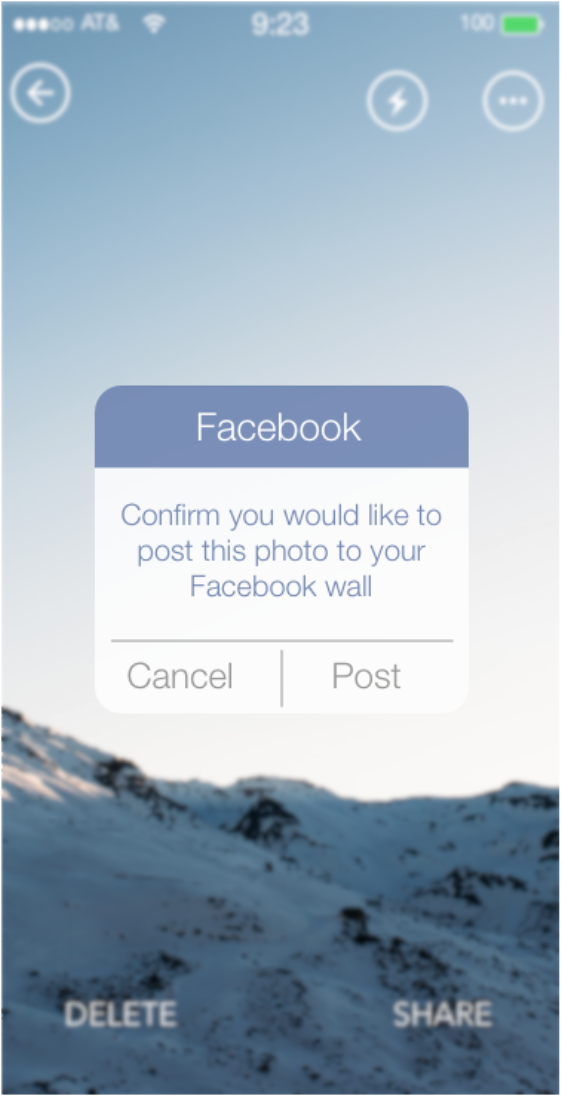 AT& 9:23 100
Facebook
Confirm you would like to
post this photo to your
Facebook wall
Cancel Post
DELETE SHARE